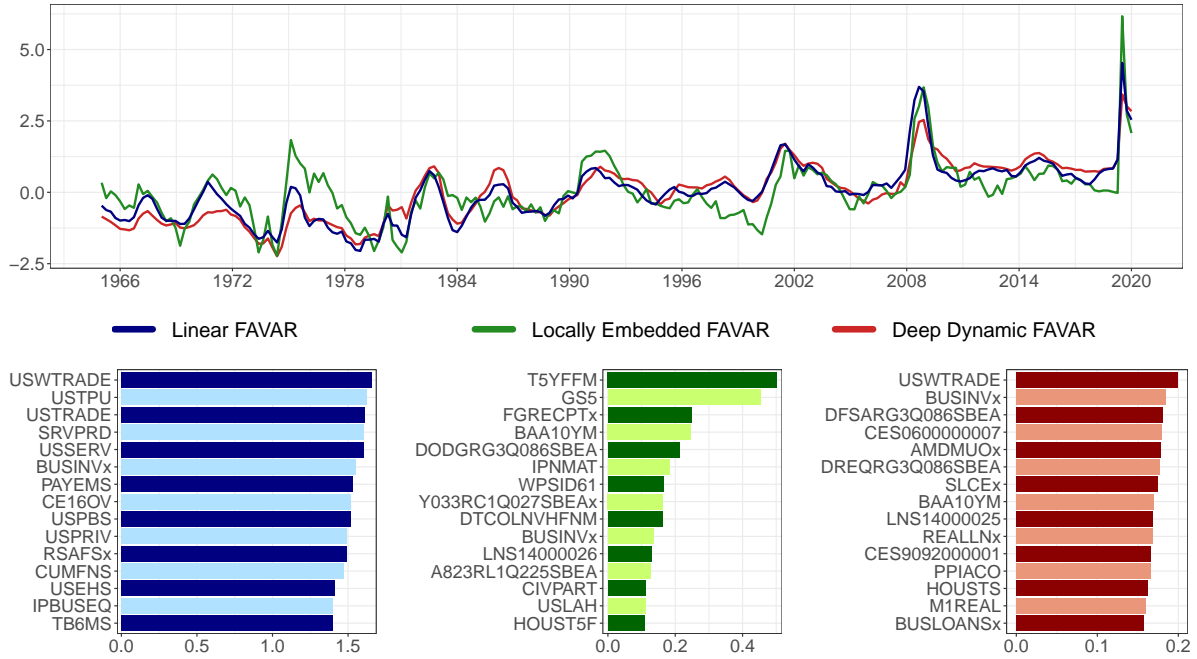 5.0
2.5
0.0
−2.5
1966 1972 1978 1984 1990 1996 2002 2008 2014 2020
Linear FAVAR Locally Embedded FAVAR Deep Dynamic FAVAR
USWTRADE
USTPU
USTRADE
SRVPRD
USSERV
BUSINVx
PAYEMS
CE16OV
USPBS
USPRIV
RSAFSx
CUMFNS
USEHS
IPBUSEQ
TB6MS
0.0 0.5 1.0 1.5
T5YFFM
GS5
FGRECPTx
BAA10YM
DODGRG3Q086SBEA
IPNMAT
WPSID61
Y033RC1Q027SBEAx
DTCOLNVHFNM
BUSINVx
LNS14000026
A823RL1Q225SBEA
CIVPART
USLAH
HOUST5F
0.0 0.2 0.4
USWTRADE
BUSINVx
DFSARG3Q086SBEA
CES0600000007
AMDMUOx
DREQRG3Q086SBEA
SLCEx
BAA10YM
LNS14000025
REALLNx
CES9092000001
PPIACO
HOUSTS
M1REAL
BUSLOANSx
0.0 0.1 0.2